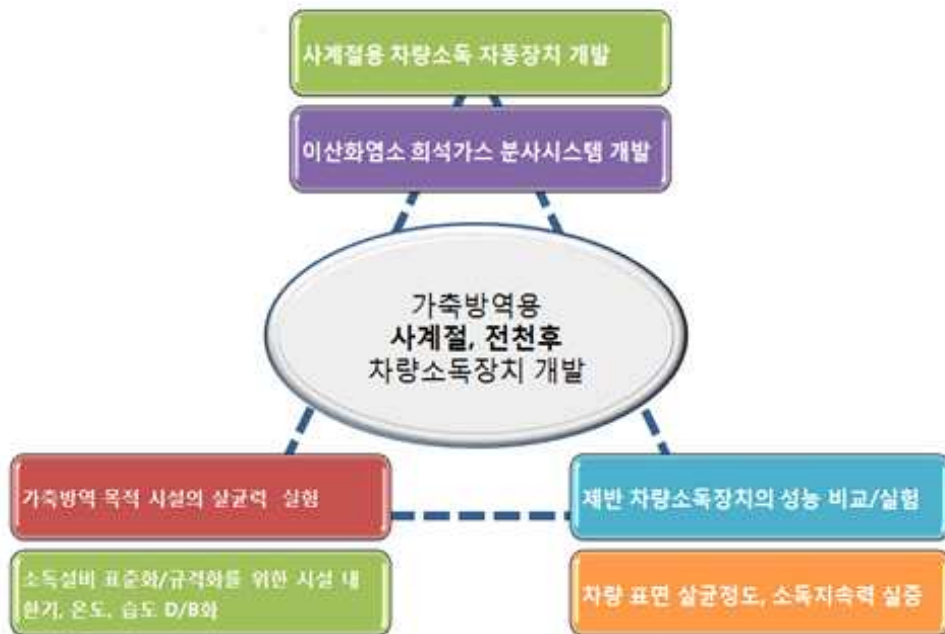 사계절용 차량소독 자동장치 개발
이산화염소 희석가스 분사시스템 개발
가축방역용
사계절, 전천후
차량소독장치 개발
가축방역 목적 시설의 살균력 실험
제반 차량소독장치의 성능 비교/실험
소독설비 표준화/규격화를 위한 시설 내
환기, 온도, 습도 D/B화
차량 표면 살균정도, 소독지속력 실증